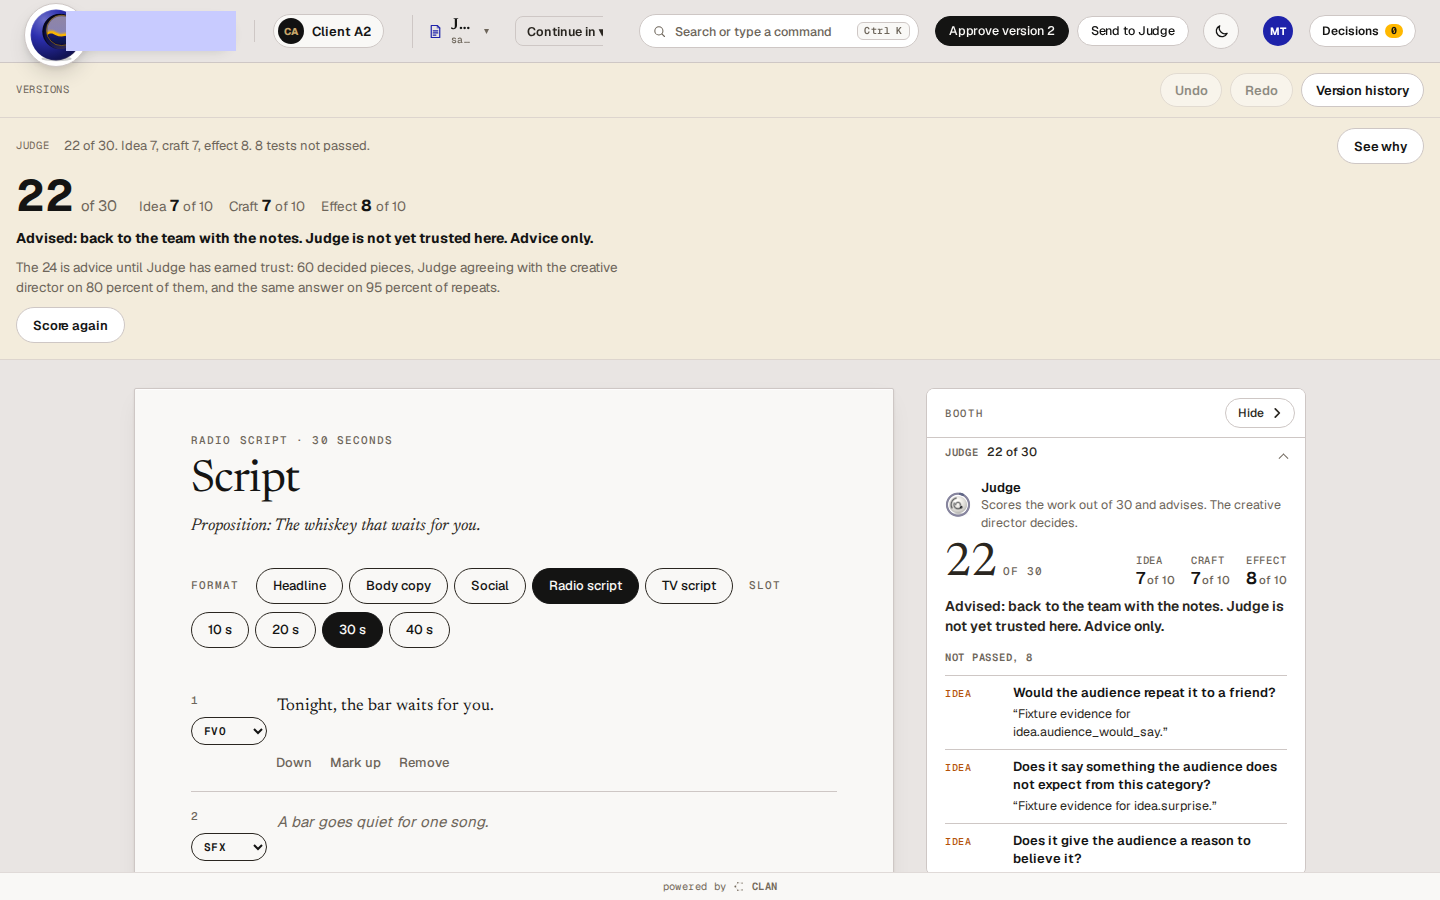 CA Client A2
J...
sa...
Continue in
Search or type a command Ctrl K
Approve version 2
Send to Judge
MT
Decisions 0
VERSIONS
Undo Redo Version history
JUDGE 22 of 30. Idea 7, craft 7, effect 8. 8 tests not passed.
See why
22 of 30 Idea 7 of 10 Craft 7 of 10 Effect 8 of 10
Advised: back to the team with the notes. Judge is not yet trusted here. Advice only.
The 24 is advice until Judge has earned trust: 60 decided pieces, Judge agreeing with the creative
director on 80 percent of them, and the same answer on 95 percent of repeats.
Score again
RADIO SCRIPT · 30 SECONDS
Script
Proposition: The whiskey that waits for you.
FORMAT Headline Body copy Social Radio script TV script SLOT
10 s 20 s 30 s 40 s
1
Tonight, the bar waits for you.
FVO
Down Mark up Remove
2
A bar goes quiet for one song.
SFX
BOOTH
Hide
JUDGE 22 of 30
Judge
Scores the work out of 30 and advises. The creative
director decides.
22 OF 30
IDEA CRAFT EFFECT
7 of 10 7 of 10 8 of 10
Advised: back to the team with the notes. Judge is
not yet trusted here. Advice only.
NOT PASSED, 8
IDEA Would the audience repeat it to a friend?
“Fixture evidence for
idea.audience_would_say.”
IDEA Does it say something the audience does
not expect from this category?
“Fixture evidence for idea.surprise.”
IDEA Does it give the audience a reason to
believe it?
powered by CLAN